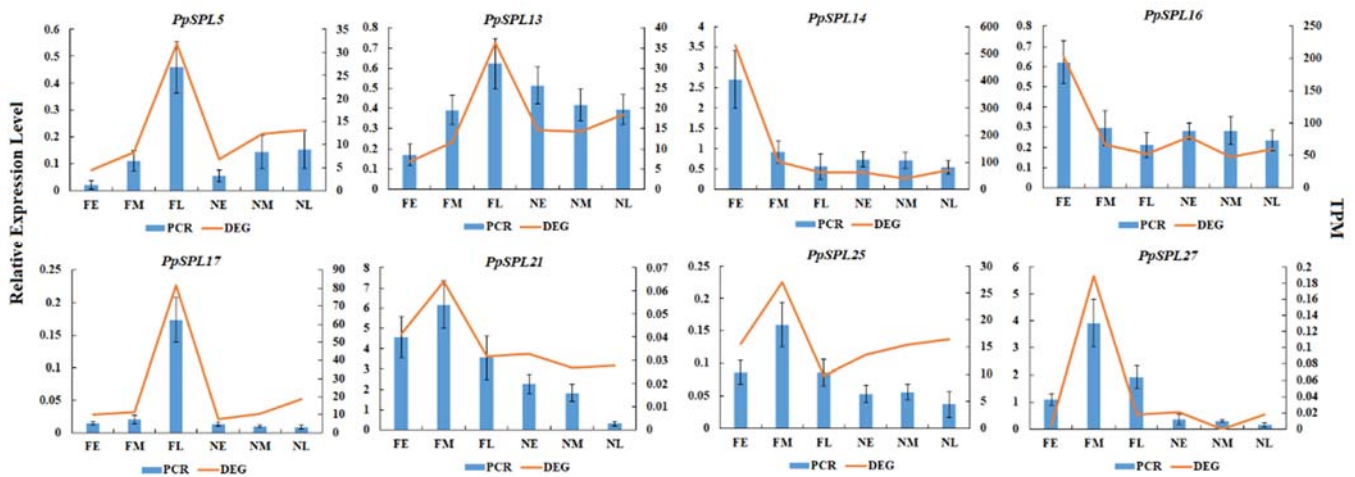 PpSPL5 PpSPL13 PpSPL14 PpSPL16
0.6 0.5 0.4 0.3 0.2 0.1 0
35 30 25 20 15 10 5 0
FE FM FL NE NM NL
PCR DEG
0.8 0.7 0.6 0.5 0.4 0.3 0.2 0.1 0
40 35 30 25 20 15 10 5 0
FE FM FL NE NM NL
PCR DEG
4 3.5 3 2.5 2 1.5 1 0.5 0
600 500 400 300 200 100 0
FE FM FL NE NM NL
PCR DEG
0.8 0.7 0.6 0.5 0.4 0.3 0.2 0.1 0
250 200 150 100 50 0
FE FM FL NE NM NL
PCR DEG
Relative Expression Level
TPM
PpSPL17 PpSPL21 PpSPL25 PpSPL27
0.25 0.2 0.15 0.1 0.05 0
90 80 70 60 50 40 30 20 10 0
FE FM FL NE NM NL
PCR DEG
8 7 6 5 4 3 2 1 0
0.07 0.06 0.05 0.04 0.03 0.02 0.01 0
FE FM FL NE NM NL
PCR DEG
0.25 0.2 0.15 0.1 0.05 0
30 25 20 15 10 5 0
FE FM FL NE NM NL
PCR DEG
6 5 4 3 2 1 0
0.2 0.18 0.16 0.14 0.12 0.1 0.08 0.06 0.04 0.02 0
FE FM FL NE NM NL
PCR DEG